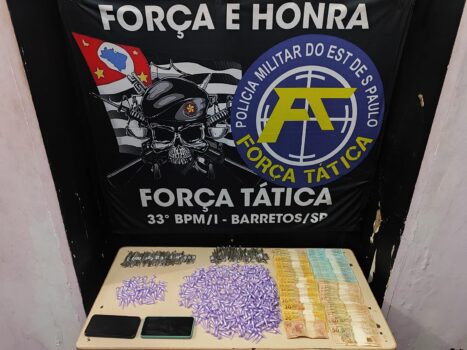 FORÇA E HONRA
POLICIA MILITAR DO EST DE S PAULO
FT
FORÇA TÁTICA
FORÇA TÁTICA
33° BPM/I - BARRETOS/SP